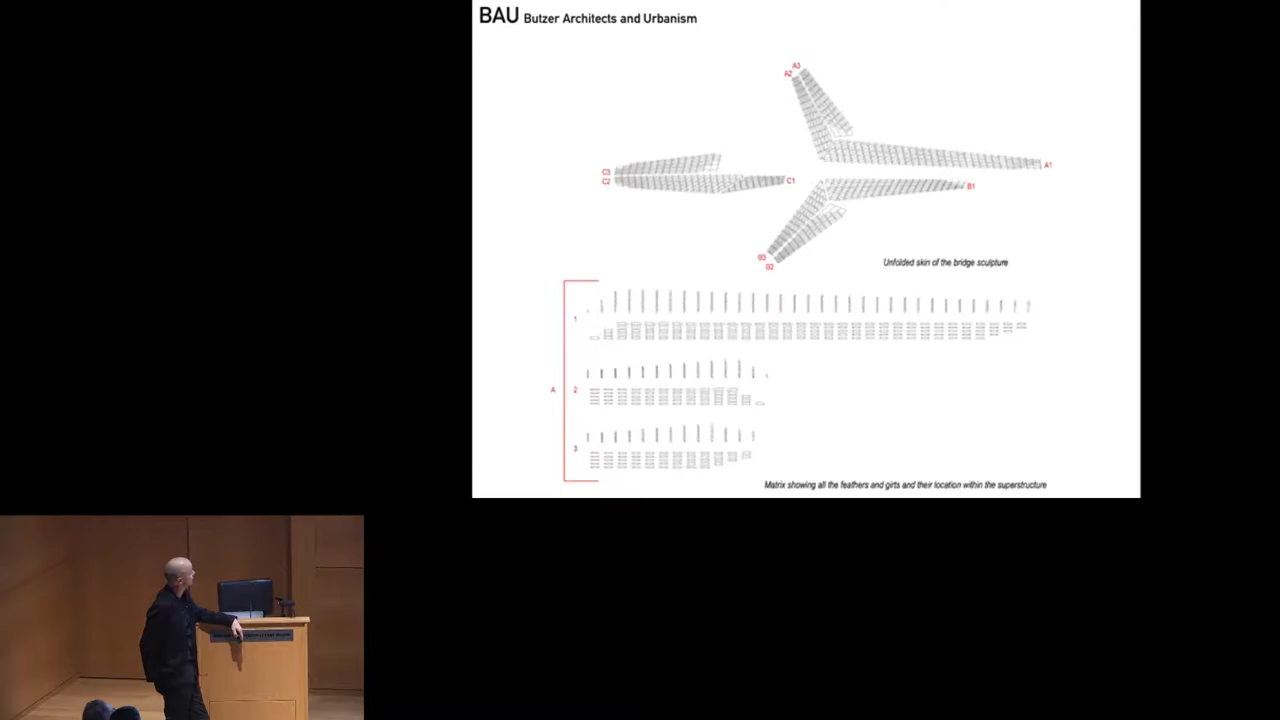 BAU Butzer Architects and Urbanism
A3
A2
A1
C3
C2
C1
B1
B3
B2
Unfolded skin of the bridge sculpture
1
A
2
3
Matrix showing all the feathers and girts and their location within the superstructure